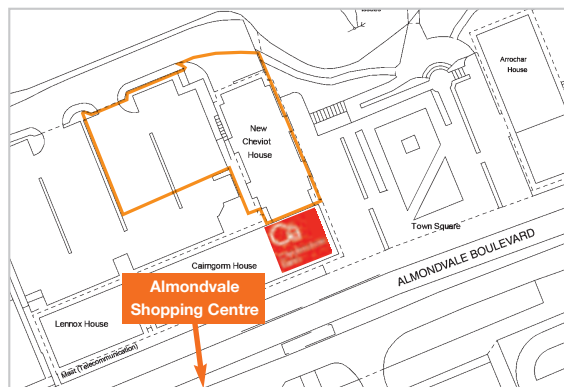 Arrochar
House
New
Cheviot
House
Town Square
ALMONDVALE BOULEVARD
Cairngorm House
Almondvale
Shopping Centre
Lennox House
Mast (Telecommunication)